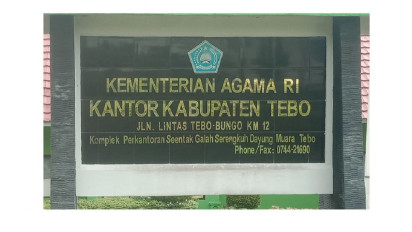 KEMENTERIAN AGAMA RI
KANTOR KABUPATEN TEBO
JLN. LINTAS TEBO-BUNGO KM 12
Komplek Perkantoran Seentak Galah Serengkuh Dayung Muara Tebo
Phone/Fax: 0744-21690